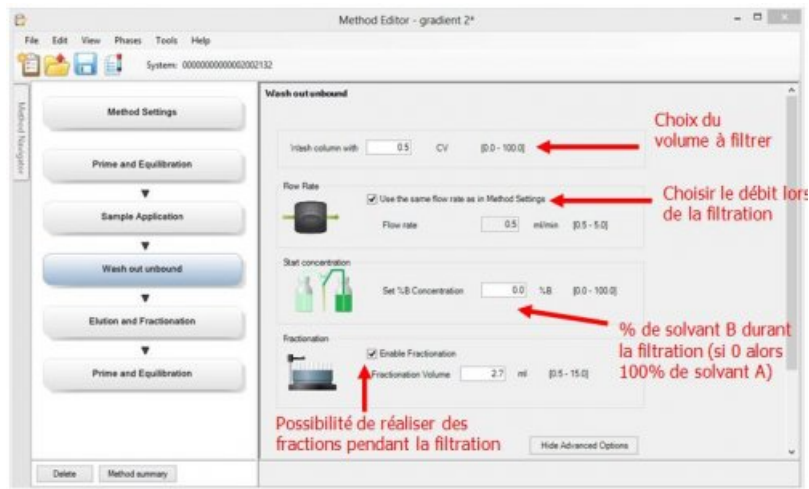 Method Editor - gradient 2*
File Edit View Phases Tools Help
System: 00000000000002002132
Method Navigator
Method Settings
Prime and Equilibration
Sample Application
Wash out unbound
Elution and Fractionation
Prime and Equilibration
Wash out unbound
Wash column with 0.5 CV [0.0 - 100.0]
Choix du
volume à filtrer
Flow Rate
Use the same flow rate as in Method Settings
Flow rate 0.5 ml/min [0.5 - 5.0]
Choisir le débit lors
de la filtration
Start concentration
Set %B Concentration 0.0 %B [0.0 - 100.0]
% de solvant B durant
la filtration (si 0 alors
100% de solvant A)
Fractionation
Enable Fractionation
Fractionation Volume 2.7 ml [0.5 - 15.0]
Possibilité de réaliser des
fractions pendant la filtration
Hide Advanced Options
Delete Method summary